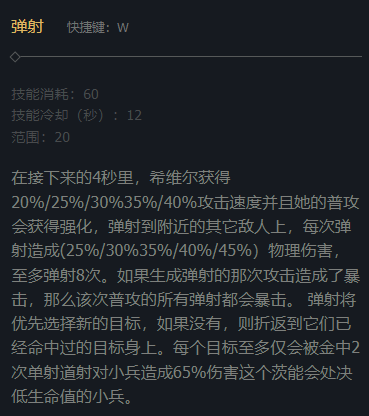 弹射 快捷键：W
技能消耗：60
技能冷却（秒）：12
范围：20
在接下来的4秒里，希维尔获得
20%/25%/30%35%/40%攻击速度并且她的普攻
会获得强化，弹射到附近的其它敌人上，每次弹
射造成(25%/30%35%/40%/45%）物理伤害，
至多弹射8次。如果生成弹射的那次攻击造成了暴
击，那么该次普攻的所有弹射都会暴击。 弹射将
优先选择新的目标，如果没有，则折返到它们已
经命中过的目标身上。每个目标至多仅会被金中2
次单射道射对小兵造成65%伤害这个茨能会处决
低生命值的小兵。